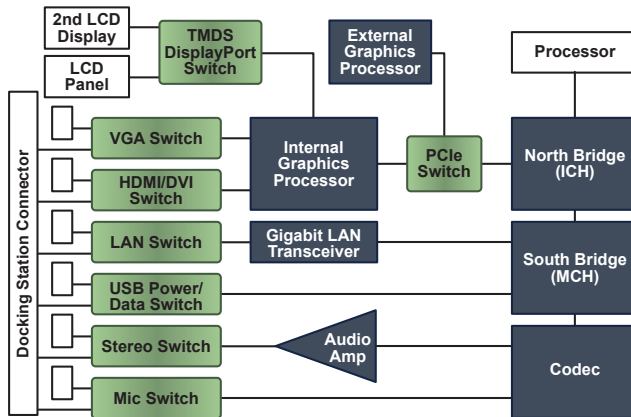 2nd LCD
Display
LCD
Panel
TMDS
DisplayPort
Switch
External
Graphics
Processor
Processor
Docking Station Connector
VGA Switch
HDMI/DVI
Switch
LAN Switch
USB Power/
Data Switch
Stereo Switch
Mic Switch
Internal
Graphics
Processor
Gigabit LAN
Transceiver
Audio
Amp
PCIe
Switch
North Bridge
(ICH)
South Bridge
(MCH)
Codec